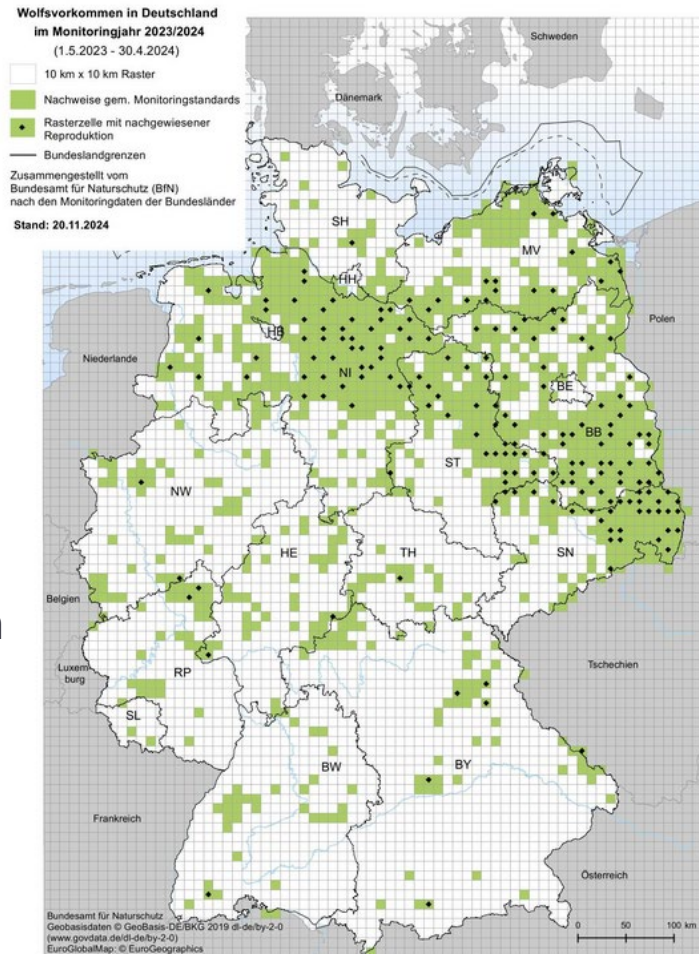 Wolfsvorkommen in Deutschland
im Monitoringjahr 2023/2024
(1.5.2023 - 30.4.2024)
10 km x 10 km Raster
Nachweise gem. Monitoringstandards
Rasterzelle mit nachgewiesener
Reproduktion
Bundeslandgrenzen
Zusammengestellt vom
Bundesamt für Naturschutz (BfN)
nach den Monitoringdaten der Bundesländer
Stand: 20.11.2024
Schweden
Dänemark
SH
MV
HH
Polen
HB
Niederlande
NI
BE
BB
ST
NW
HE
TH
SN
Belgien
Luxem
burg
RP
Tschechien
SL
BW
BY
Frankreich
Österreich
Bundesamt für Naturschutz
Geobasisdaten © GeoBasis-DE/BKG 2019 dl-de/by-2-0
(www.govdata.de/dl-de/by-2-0)
EuroGlobalMap: © EuroGeographics
0 50 100 km